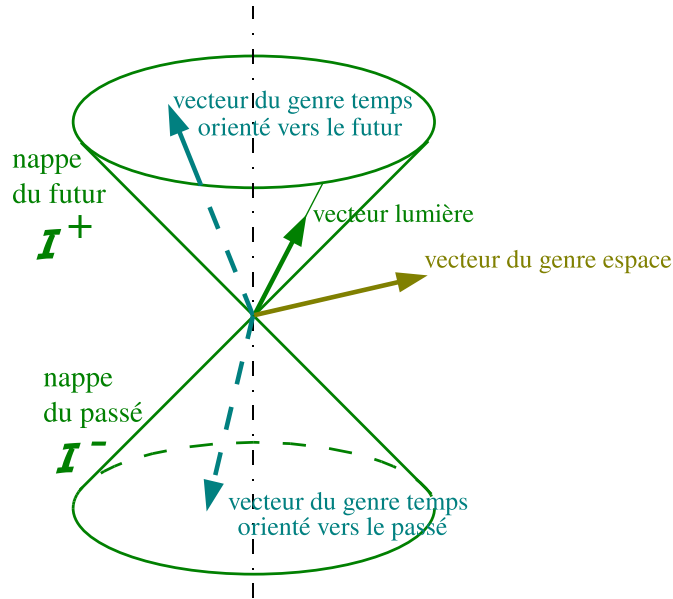 vecteur du genre temps
orienté vers le futur
nappe
du futur
I+
vecteur lumière
vecteur du genre espace
nappe
du passé
I-
vecteur du genre temps
orienté vers le passé